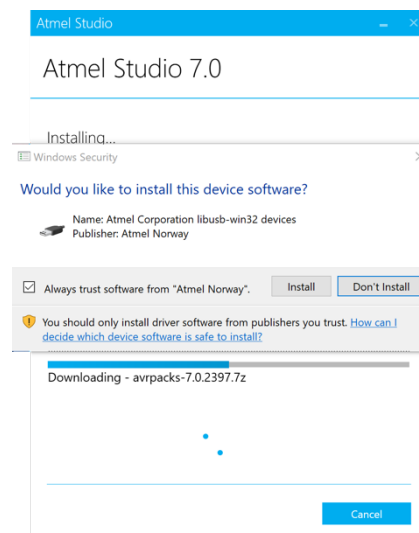 Atmel Studio
Atmel Studio 7.0
Installing...
Windows Security
Would you like to install this device software?
Name: Atmel Corporation libusb-win32 devices
Publisher: Atmel Norway
Always trust software from "Atmel Norway".
Install
Don't Install
You should only install driver software from publishers you trust. How can I
decide which device software is safe to install?
Downloading - avrpacks-7.0.2397.7z
Cancel